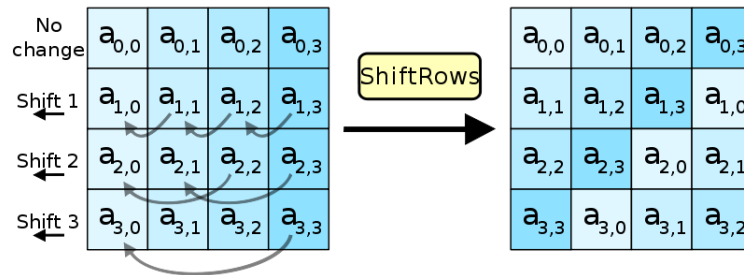 No change a0,0 a0,1 a0,2 a0,3 a0,0 a0,1 a0,2 a0,3
ShiftRows
Shift 1 a1,0 a1,1 a1,2 a1,3 a1,1 a1,2 a1,3 a1,0
Shift 2 a2,0 a2,1 a2,2 a2,3 a2,2 a2,3 a2,0 a2,1
Shift 3 a3,0 a3,1 a3,2 a3,3 a3,3 a3,0 a3,1 a3,2